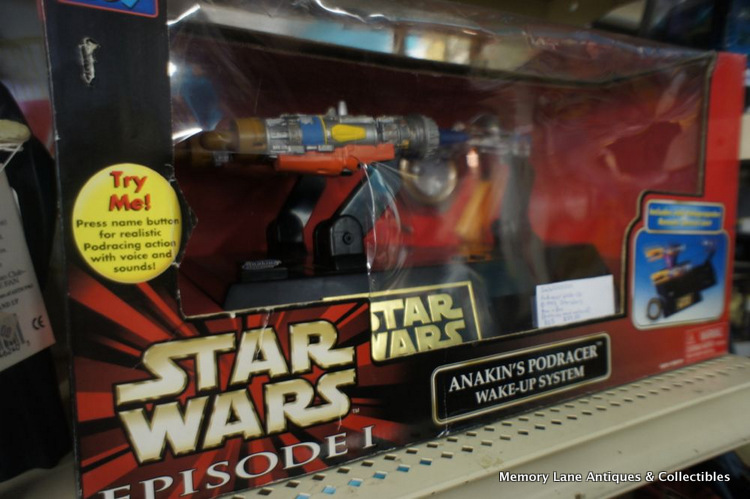 Try
Me!
Press name button
for realistic
Podracing action
with voice and
sounds!
STAR
WARS
STAR
WARS
EPISODE I
ANAKIN'S PODRACER
WAKE-UP SYSTEM
Memory Lane Antiques & Collectibles